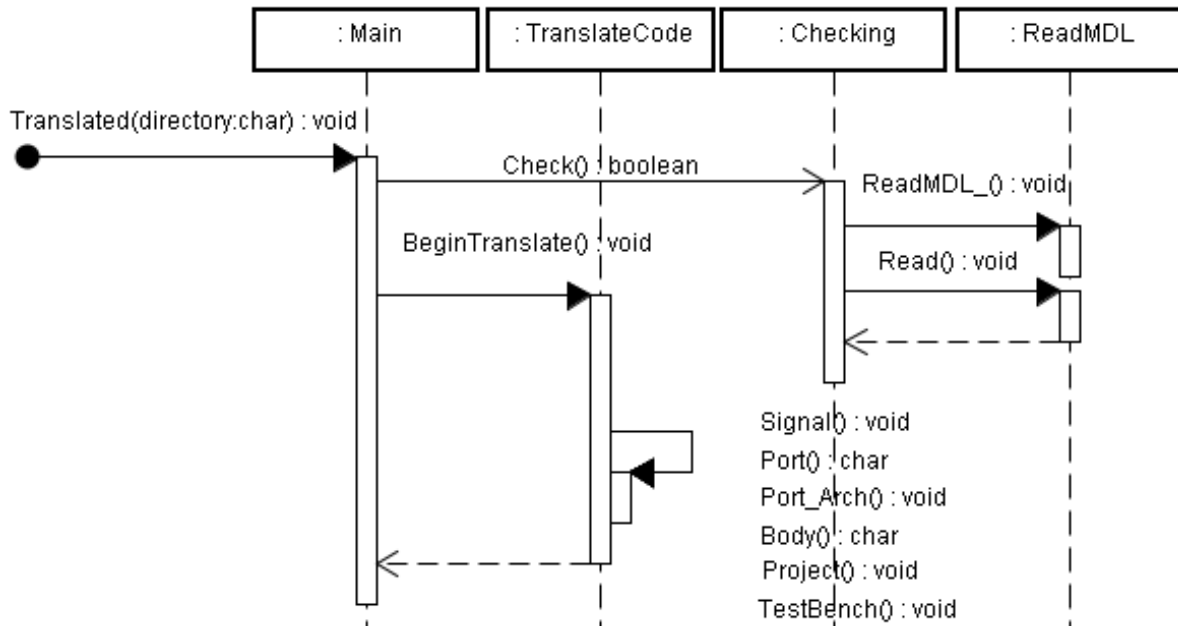 : Main
: TranslateCode
: Checking
: ReadMDL
Translated(directory:char) : void
Check() : boolean
ReadMDL_() : void
BeginTranslate() : void
Read() : void
Signal() : void
Port() : char
Port_Arch() : void
Body() : char
Project() : void
TestBench() : void